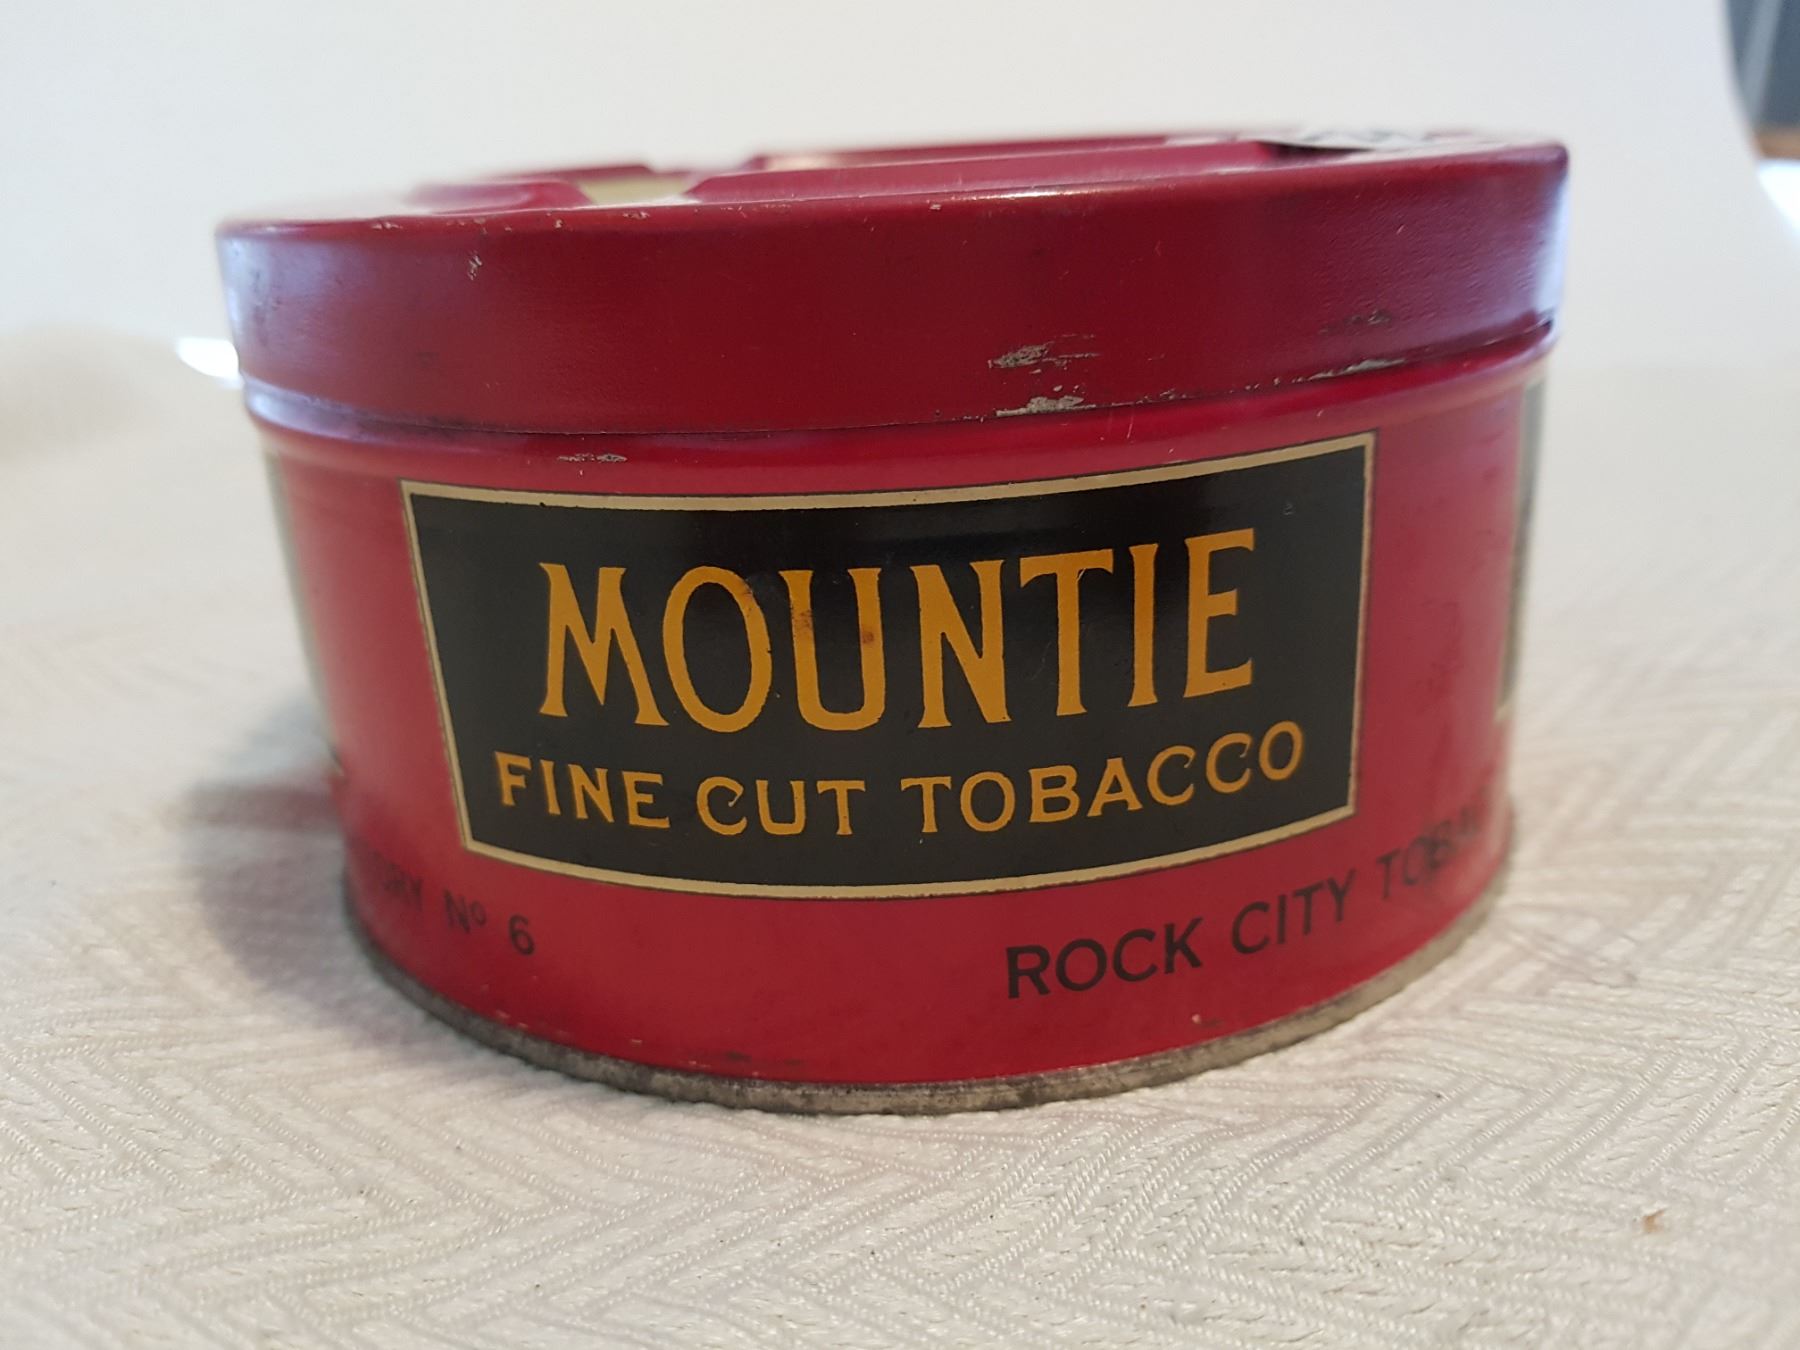 MOUNTIE
FINE CUT TOBACCO
Nº 6
ROCK CITY